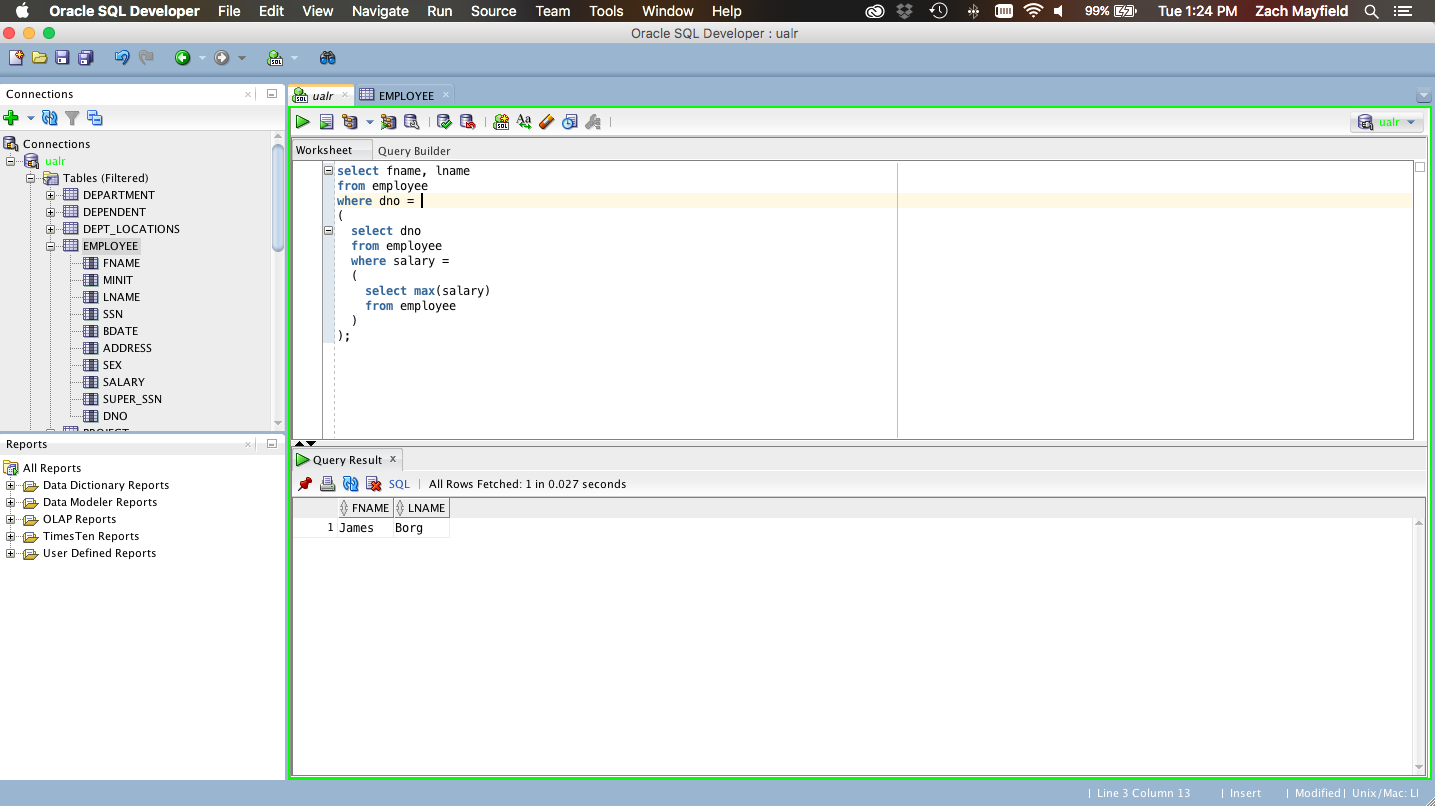 Oracle SQL Developer File Edit View Navigate Run Source Team Tools Window Help 99% Tue 1:24 PM Zach Mayfield
Oracle SQL Developer : ualr
Connections
Connections
ualr
Tables (Filtered)
DEPARTMENT
DEPENDENT
DEPT_LOCATIONS
EMPLOYEE
FNAME
MINIT
LNAME
SSN
BDATE
ADDRESS
SEX
SALARY
SUPER_SSN
DNO
PROJECT
Reports
All Reports
Data Dictionary Reports
Data Modeler Reports
OLAP Reports
TimesTen Reports
User Defined Reports
ualr EMPLOYEE
ualr
Worksheet Query Builder
select fname, lname
from employee
where dno =
(
select dno
from employee
where salary =
(
select max(salary)
from employee
)
);
Query Result x
SQL | All Rows Fetched: 1 in 0.027 seconds
FNAME LNAME
1 James Borg
| Line 3 Column 13 | Insert | Modified | Unix/Mac: LI